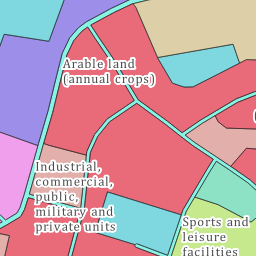 Arable land
(annual crops)
Industrial,
commercial,
public,
military and
private units
Sports and
leisure
facilities